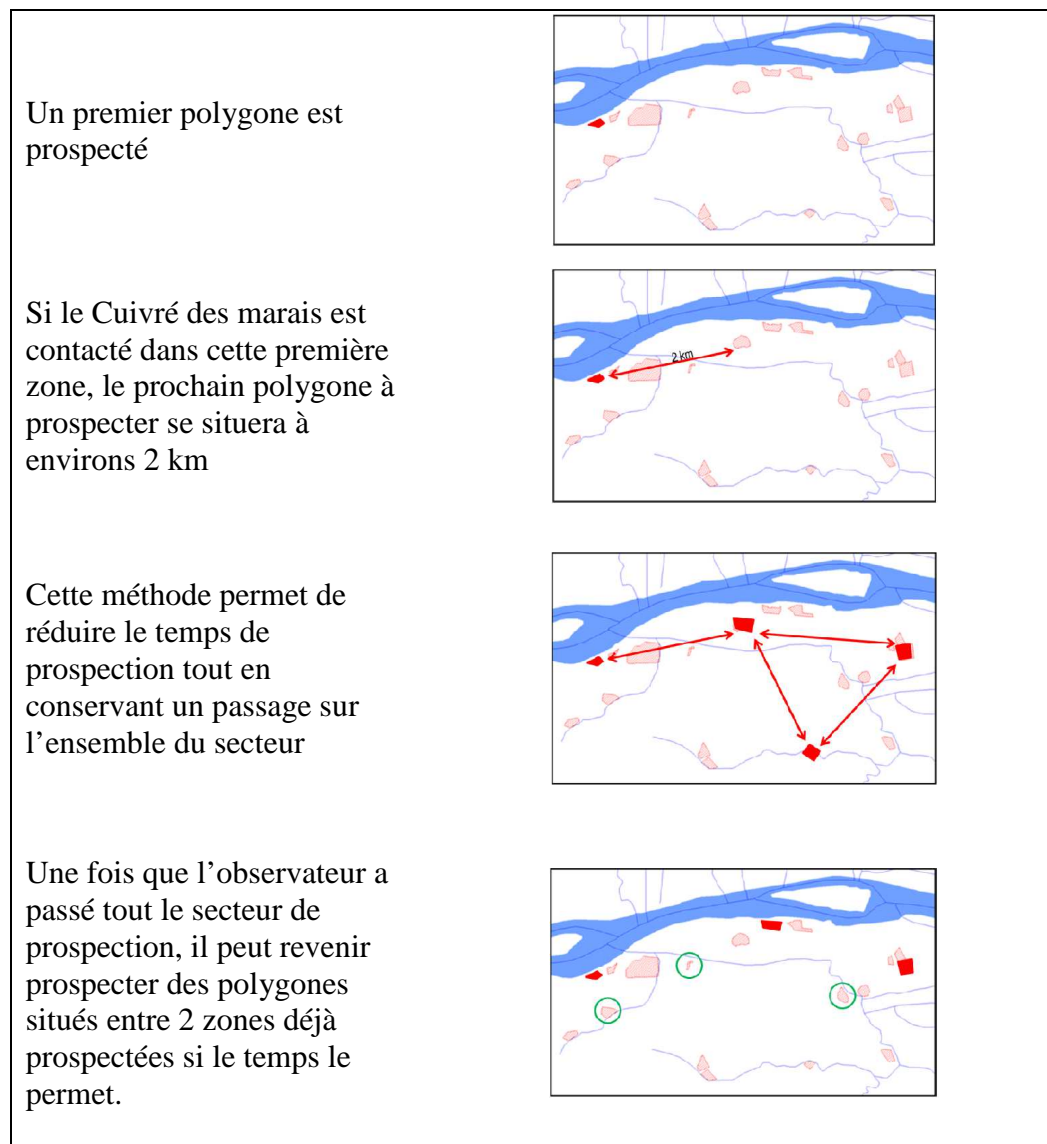 Un premier polygone est
prospecté
Si le Cuivré des marais est
contacté dans cette première
zone, le prochain polygone à
prospecter se situera à
environs 2 km
2 km
Cette méthode permet de
réduire le temps de
prospection tout en
conservant un passage sur
l’ensemble du secteur
Une fois que l’observateur a
passé tout le secteur de
prospection, il peut revenir
prospecter des polygones
situés entre 2 zones déjà
prospectées si le temps le
permet.